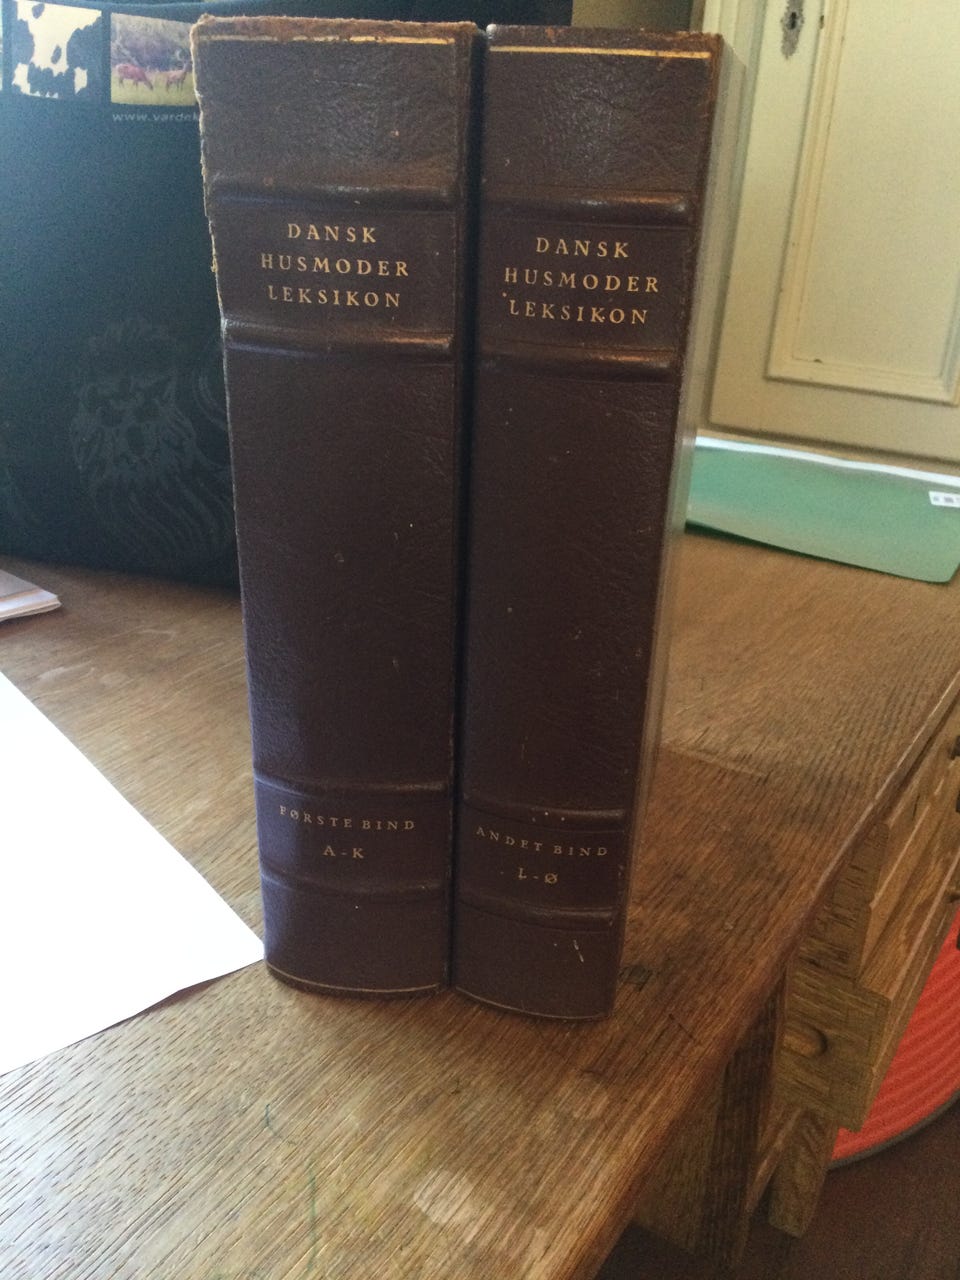 DANSK
HUSMODER
LEKSIKON
FØRSTE BIND
A-K
DANSK
HUSMODER
LEKSIKON
ANDET BIND
L-Ø